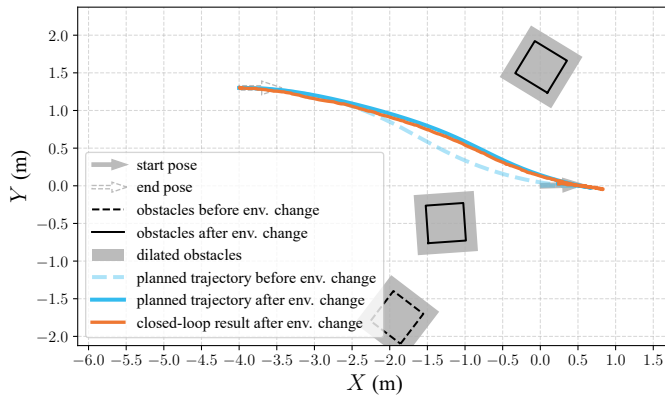 2.0
1.5
1.0
0.5
0.0
−0.5
−1.0
−1.5
−2.0
Y (m)
start pose
end pose
obstacles before env. change
obstacles after env. change
dilated obstacles
planned trajectory before env. change
planned trajectory after env. change
closed-loop result after env. change
−6.0 −5.5 −5.0 −4.5 −4.0 −3.5 −3.0 −2.5 −2.0 −1.5 −1.0 −0.5 0.0 0.5 1.0 1.5
X (m)